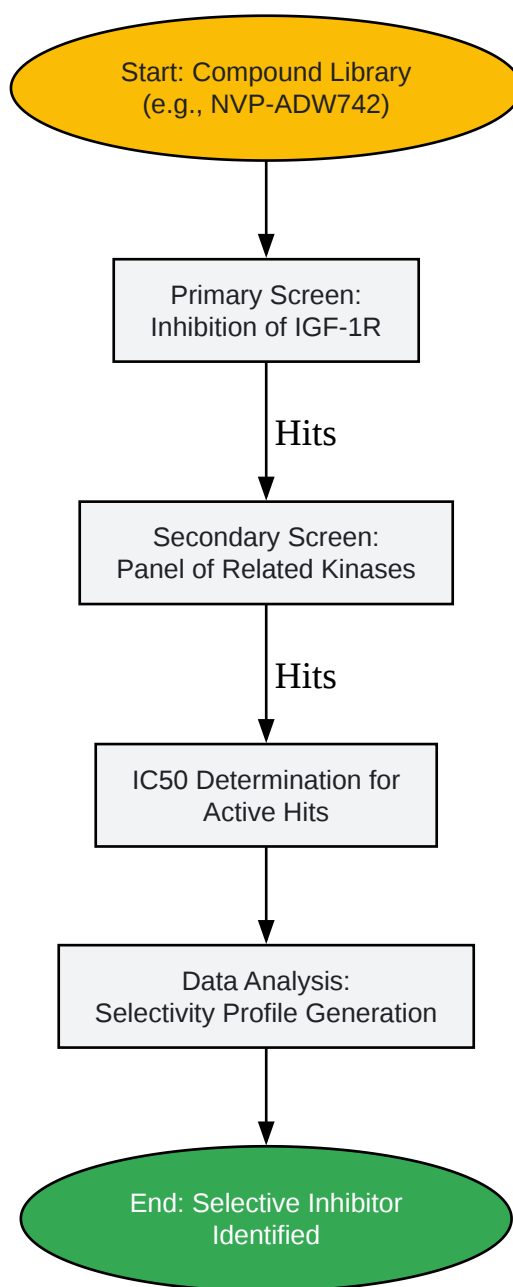 Start: Compound Library
(e.g., NVP-ADW742)
Primary Screen:
Inhibition of IGF-1R
Hits
Secondary Screen:
Panel of Related Kinases
Hits
IC50 Determination for
Active Hits
Data Analysis:
Selectivity Profile Generation
End: Selective Inhibitor
Identified